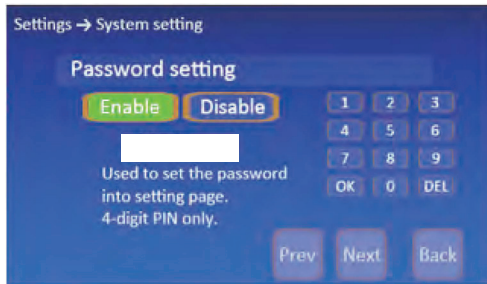 Settings → System setting
Password setting
Enable Disable
1 2 3
4 5 6
7 8 9
OK 0 DEL
Used to set the password
into setting page.
4-digit PIN only.
Prev Next Back